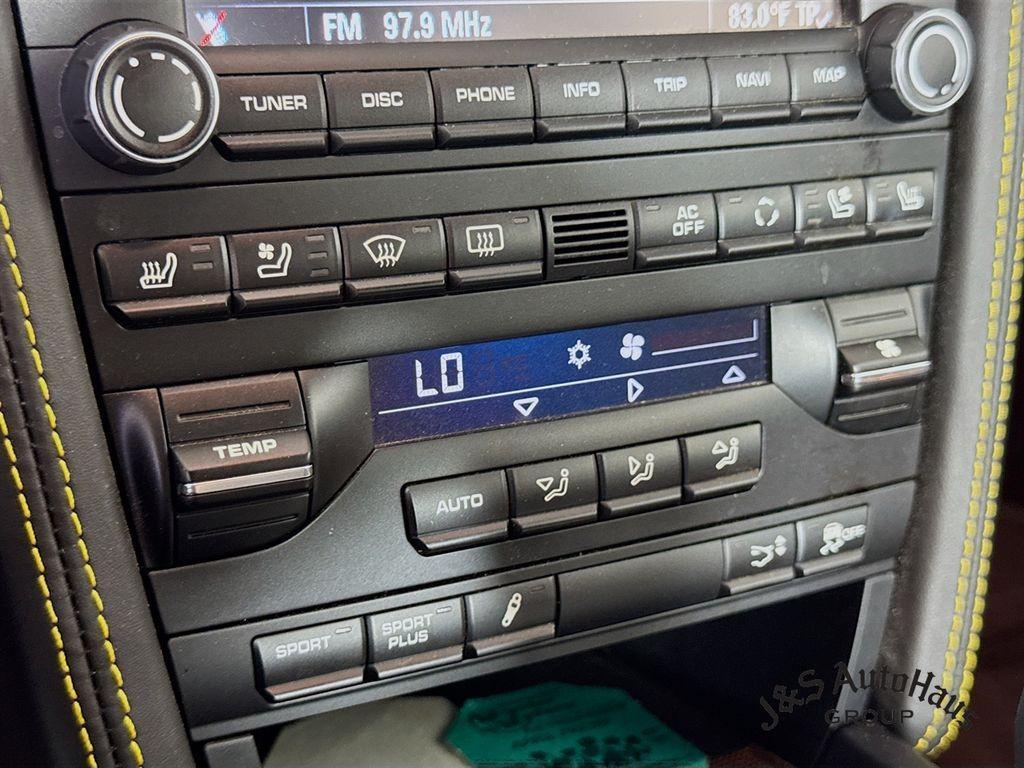 FM 97.9 MHz 83.0°F TP
TUNER DISC PHONE INFO TRIP NAVI MAP
AC
OFF
LO
TEMP
AUTO
OFF
SPORT
SPORT
PLUS
J&S AutoHaus
GROUP